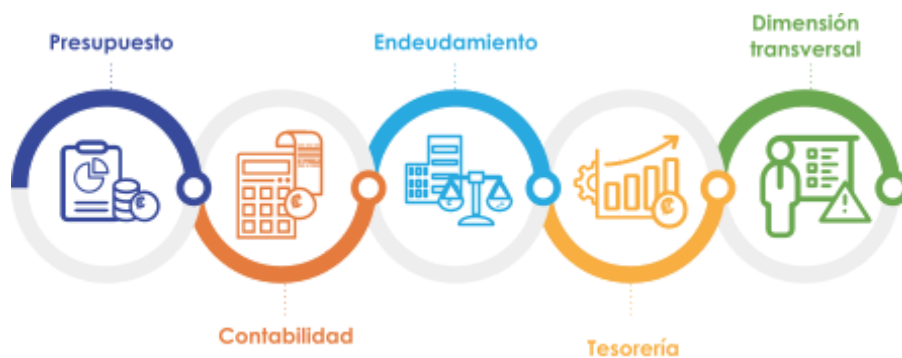 Presupuesto
Contabilidad
Endeudamiento
Tesorería
Dimensión
transversal